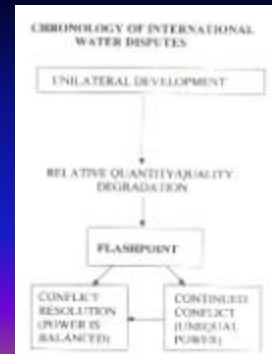 CHRONOLOGY OF INTERNATIONAL
WATER DISPUTES
UNILATERAL DEVELOPMENT
RELATIVE QUANTITY/QUALITY
DEGRADATION
FLASHPOINT
CONFLICT
RESOLUTION
(POWER IS
BALANCED)
CONTINUED
CONFLICT
(UNEQUAL
POWER)